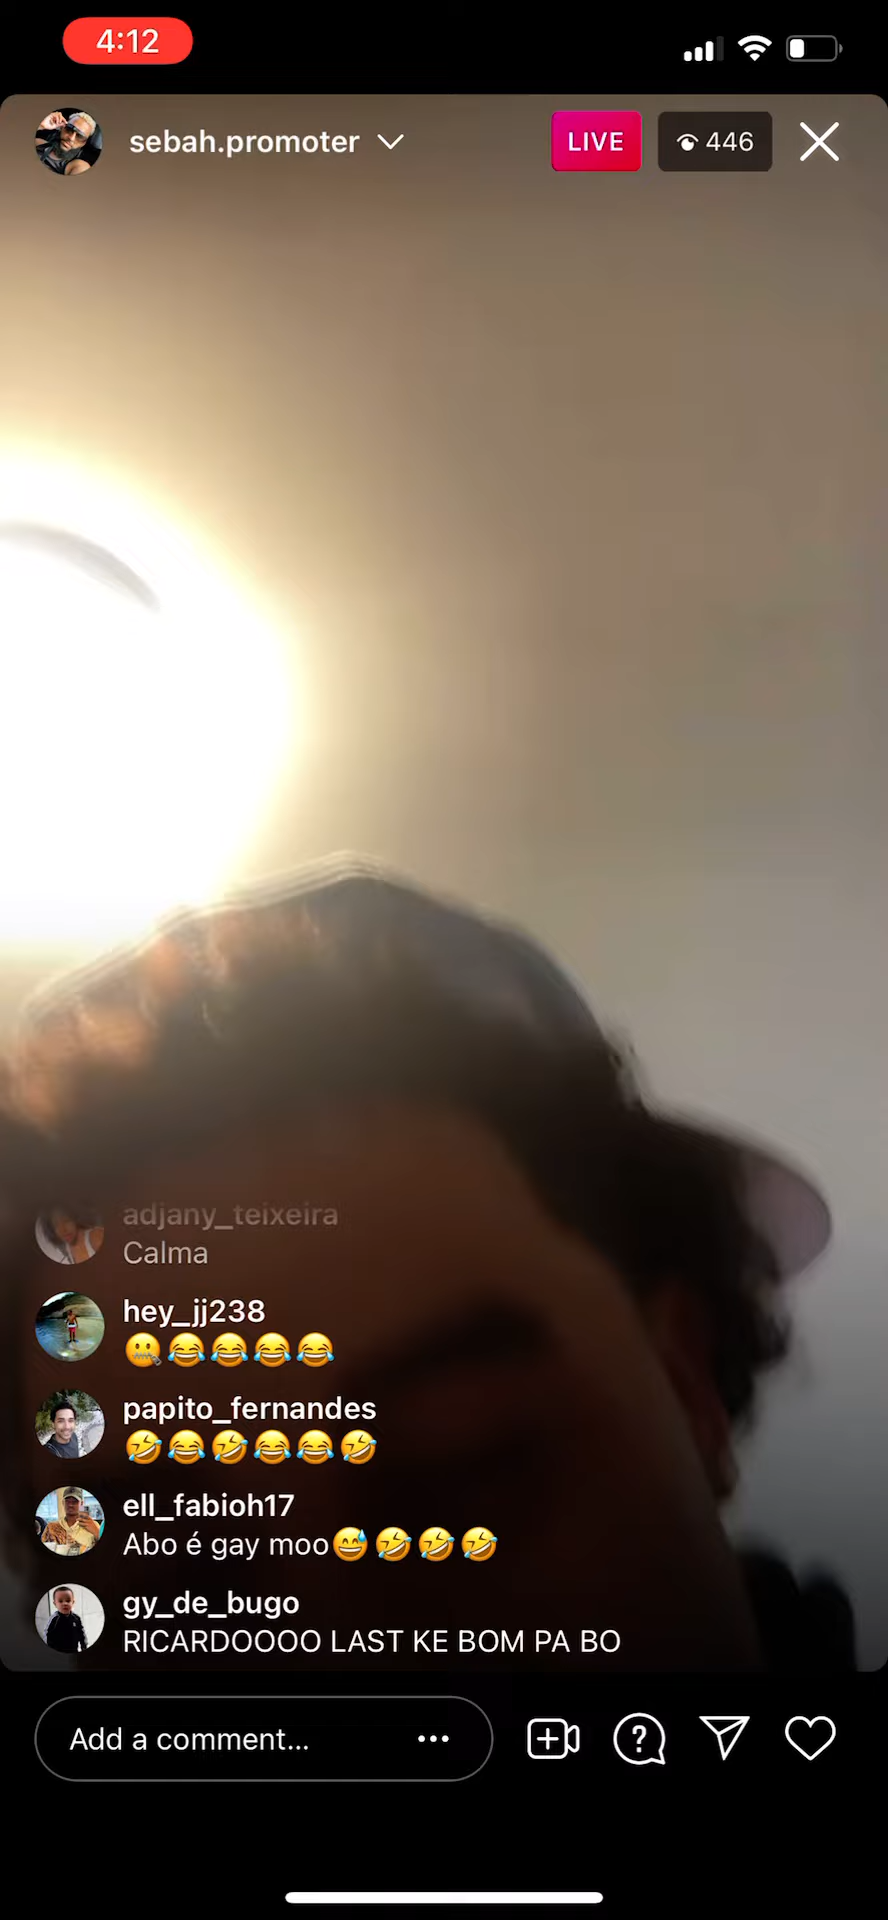 4:12
sebah.promoter
LIVE
446
adjany_teixeira
Calma
hey_jj238
🤐😂😂😂😂
papito_fernandes
🤣😂🤣😂😂🤣
ell_fabioh17
Abo é gay moo😅🤣🤣🤣
gy_de_bugo
RICARDOOOO LAST KE BOM PA BO
Add a comment...